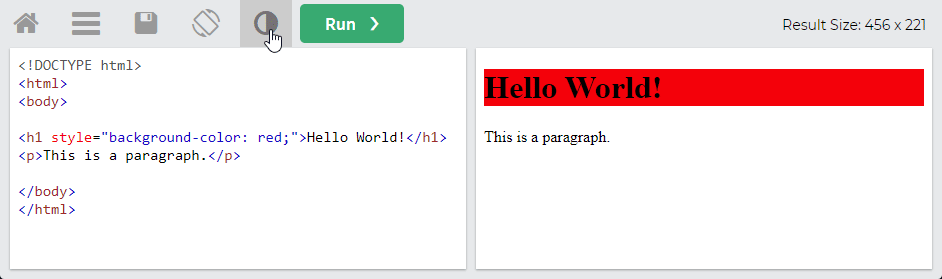 Run ❯
Result Size: 456 x 221
<!DOCTYPE html>
<html>
<body>
<h1 style="background-color: red;">Hello World!</h1>
<p>This is a paragraph.</p>
</body>
</html>
Hello World!
This is a paragraph.